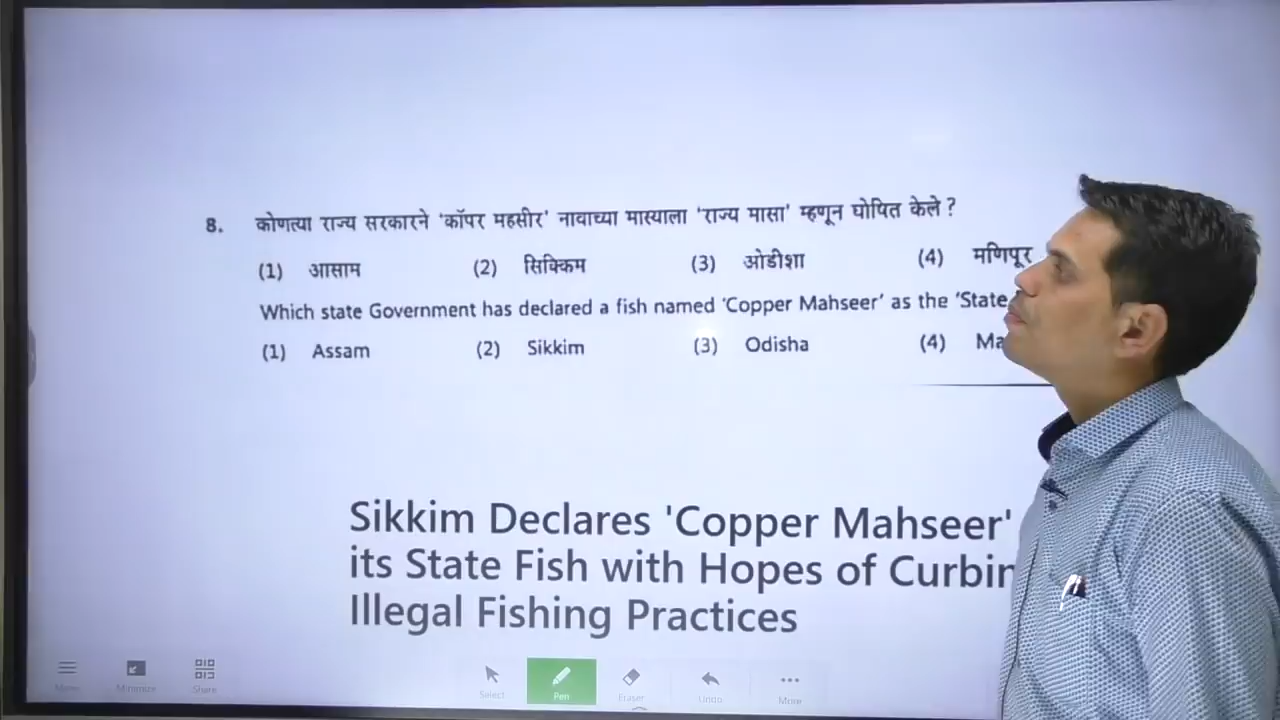 8. कोणत्या राज्य सरकारने 'कॉपर महसीर' नावाच्या मास्याला 'राज्य मासा' म्हणून घोषित केले ?
(1) आसाम (2) सिक्किम (3) ओडीशा (4) मणिपूर
Which state Government has declared a fish named 'Copper Mahseer' as the 'State
(1) Assam (2) Sikkim (3) Odisha (4) Ma
Sikkim Declares 'Copper Mahseer'
its State Fish with Hopes of Curbin
Illegal Fishing Practices
Minimize Share Select Pen Eraser Undo More